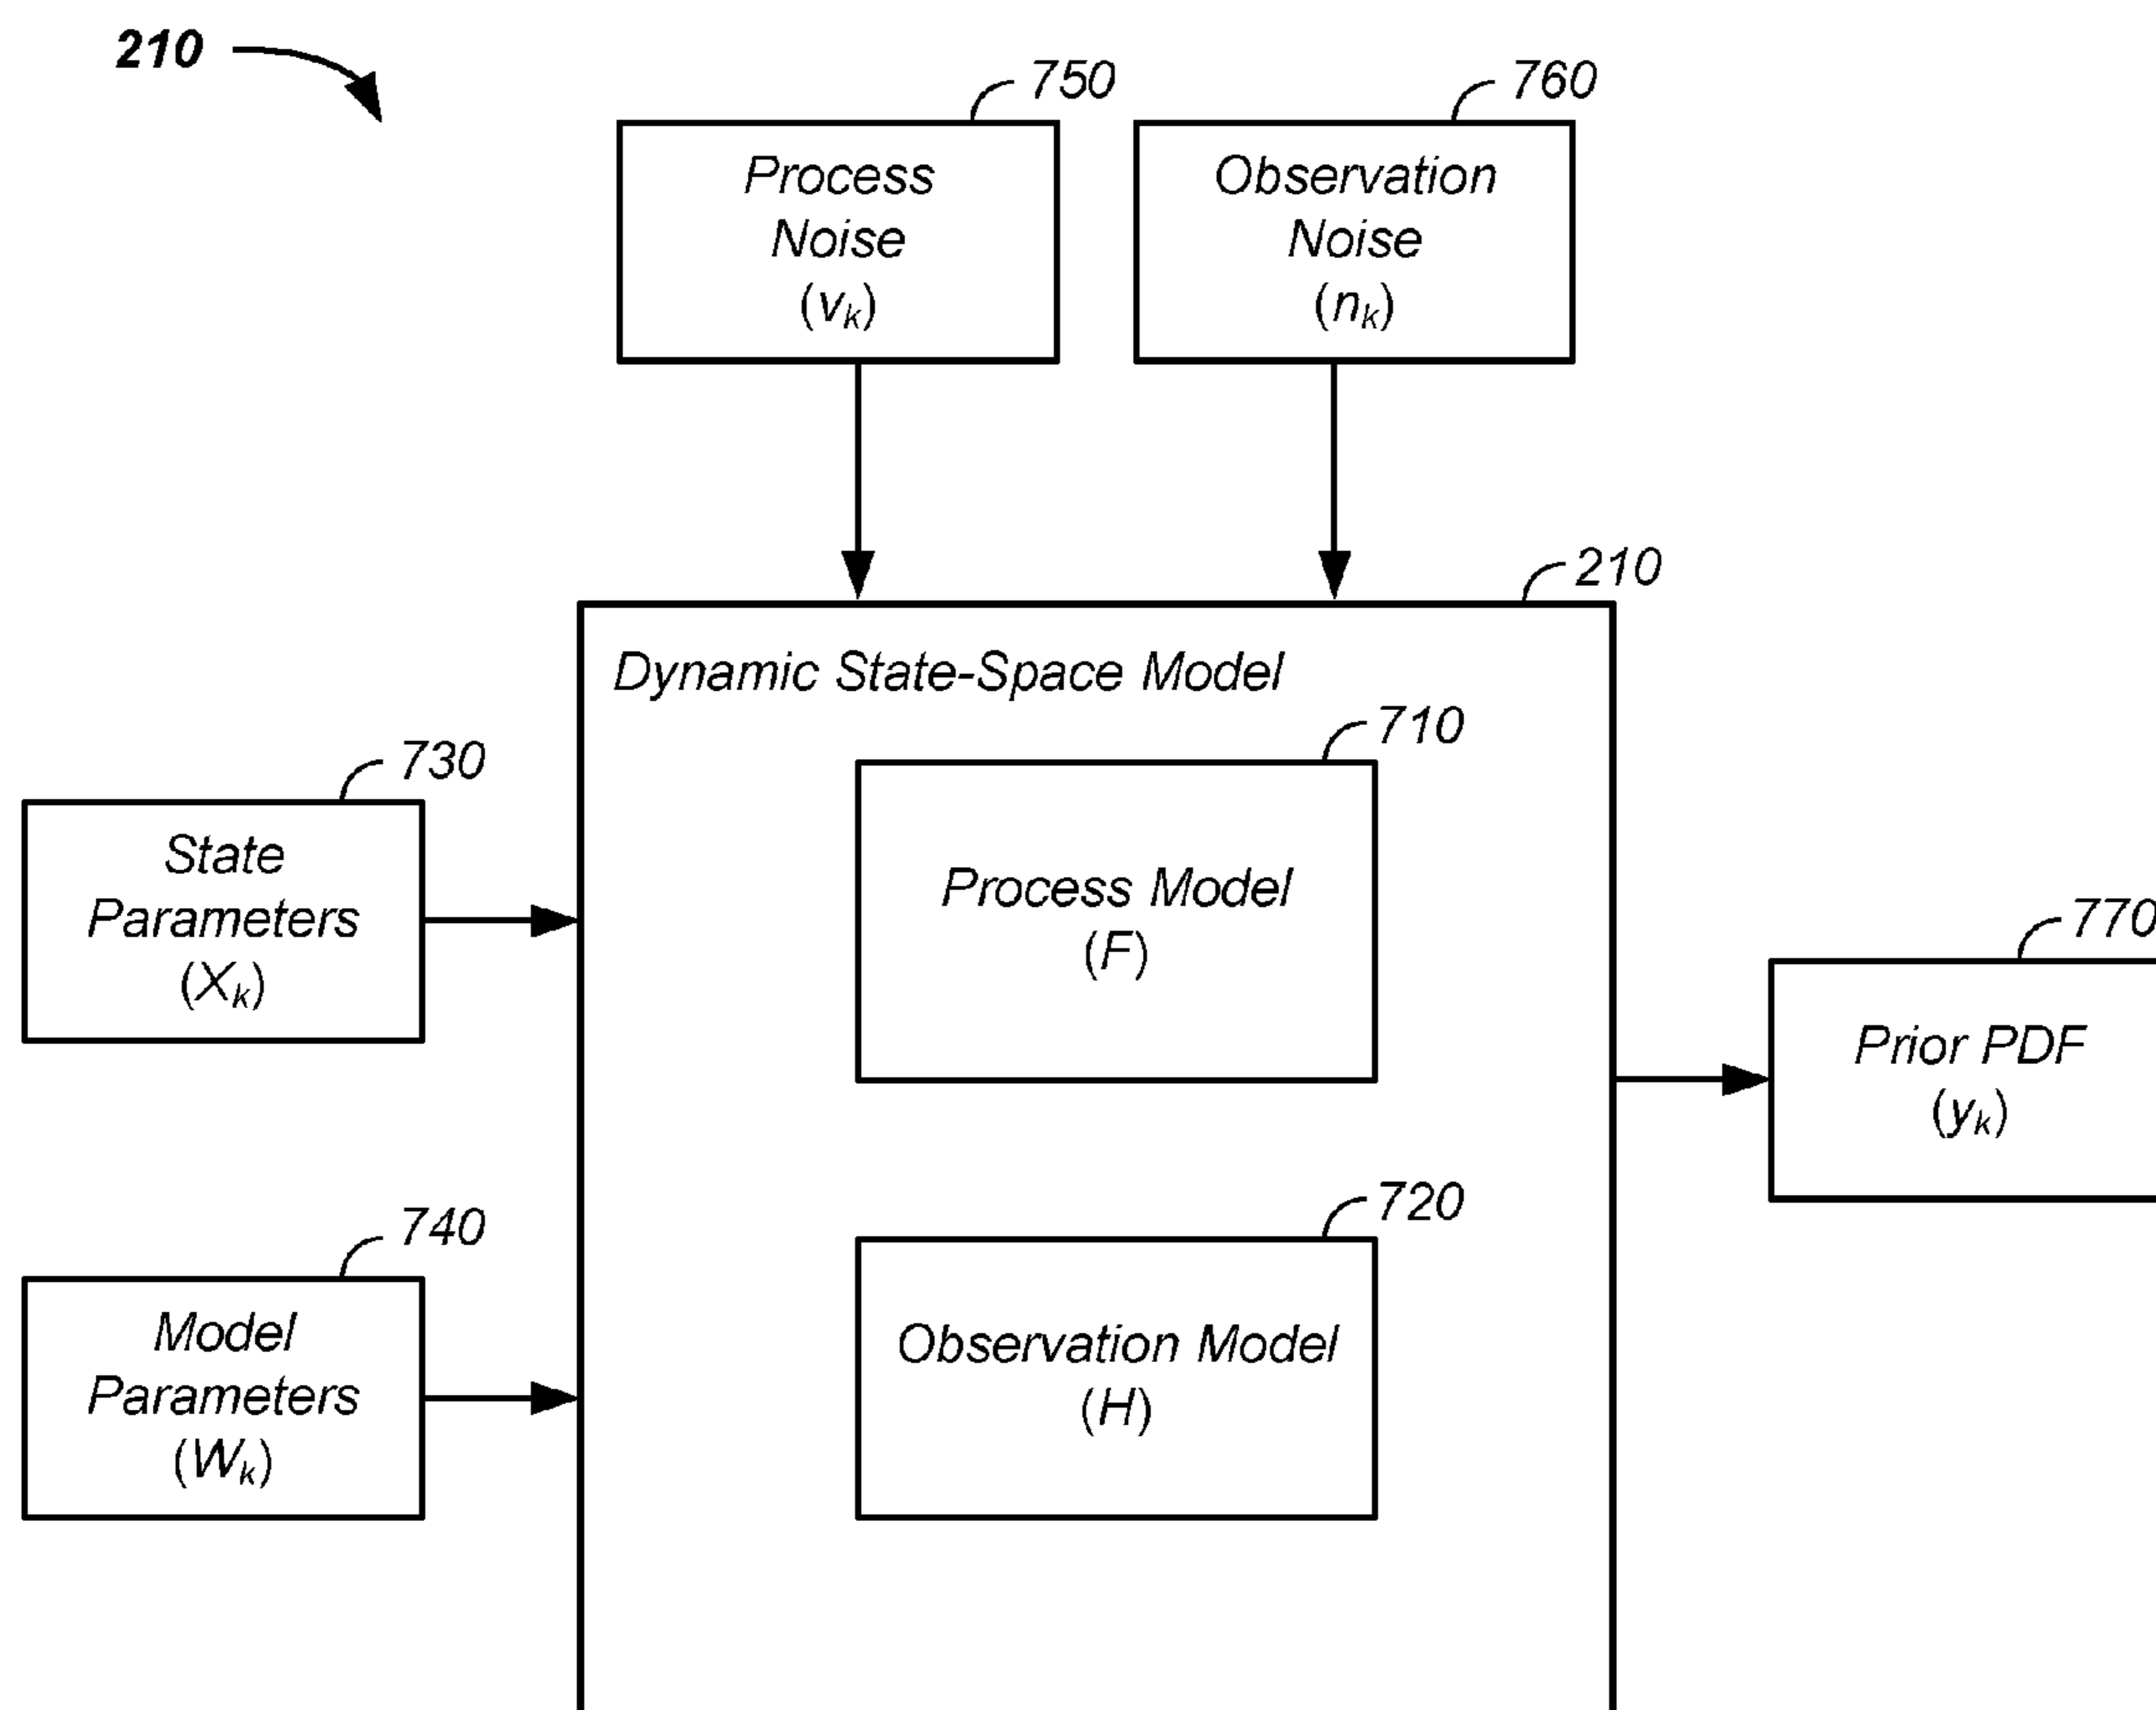 210
750
760
Process
Noise
(vk)
Observation
Noise
(nk)
210
Dynamic State-Space Model
710
730
State
Parameters
(Xk)
Process Model
(F)
770
Prior PDF
(yk)
740
Model
Parameters
(Wk)
720
Observation Model
(H)